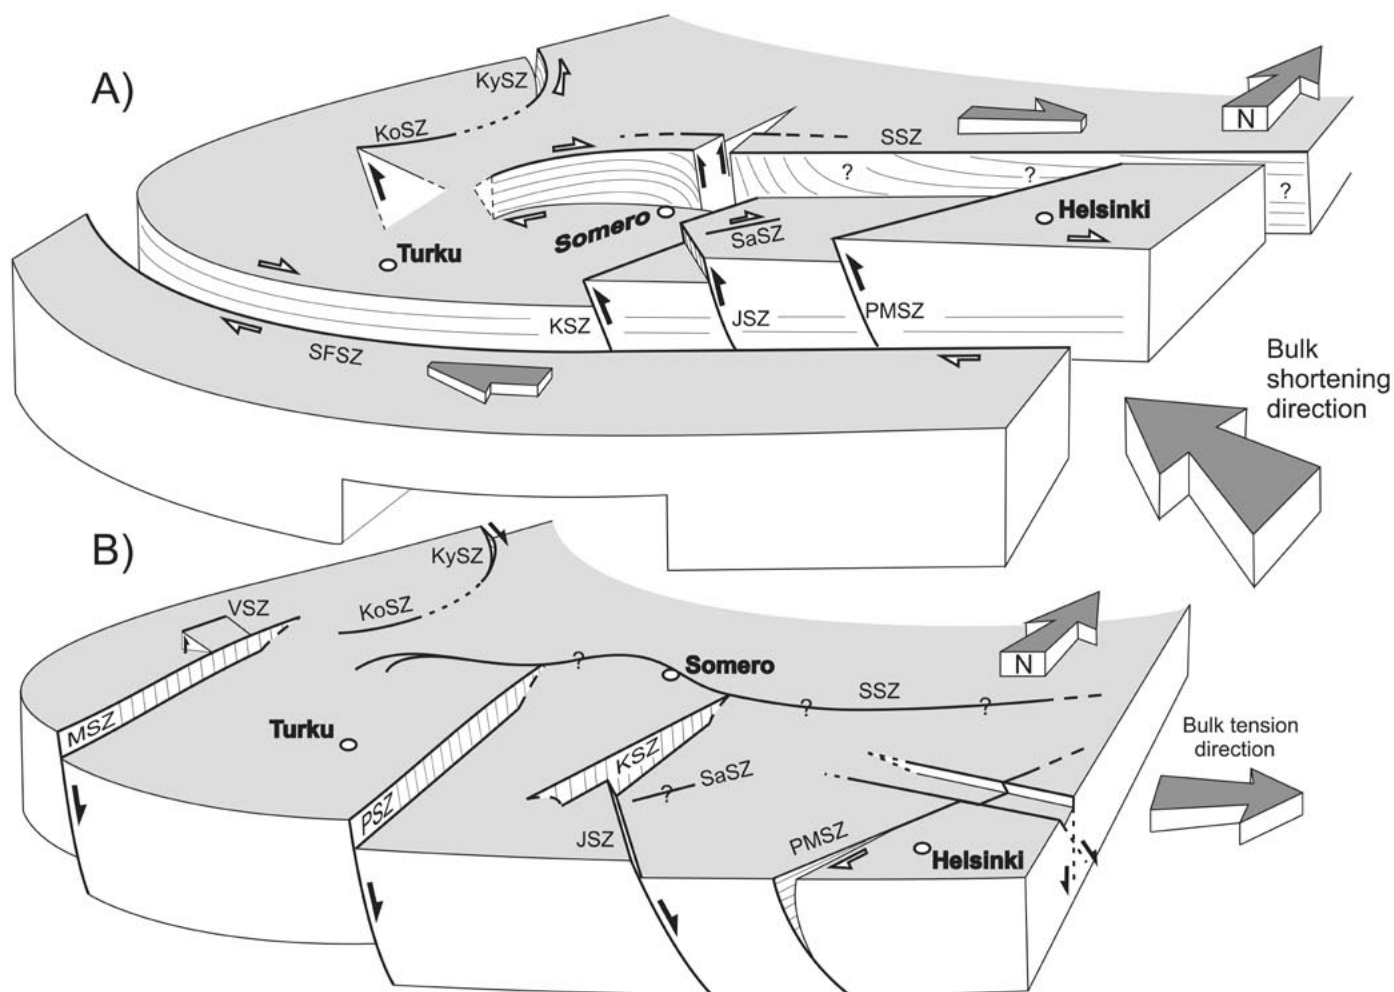 A)
KySZ
N
KoSZ
SSZ
?
?
?
Helsinki
Somero
SaSZ
Turku
KSZ
JSZ
PMSZ
SFSZ
Bulk
shortening
direction
B)
KySZ
VSZ
KoSZ
N
?
Somero
SSZ
?
?
MSZ
Turku
KSZ
Bulk tension
direction
SaSZ
?
PSZ
JSZ
PMSZ
Helsinki